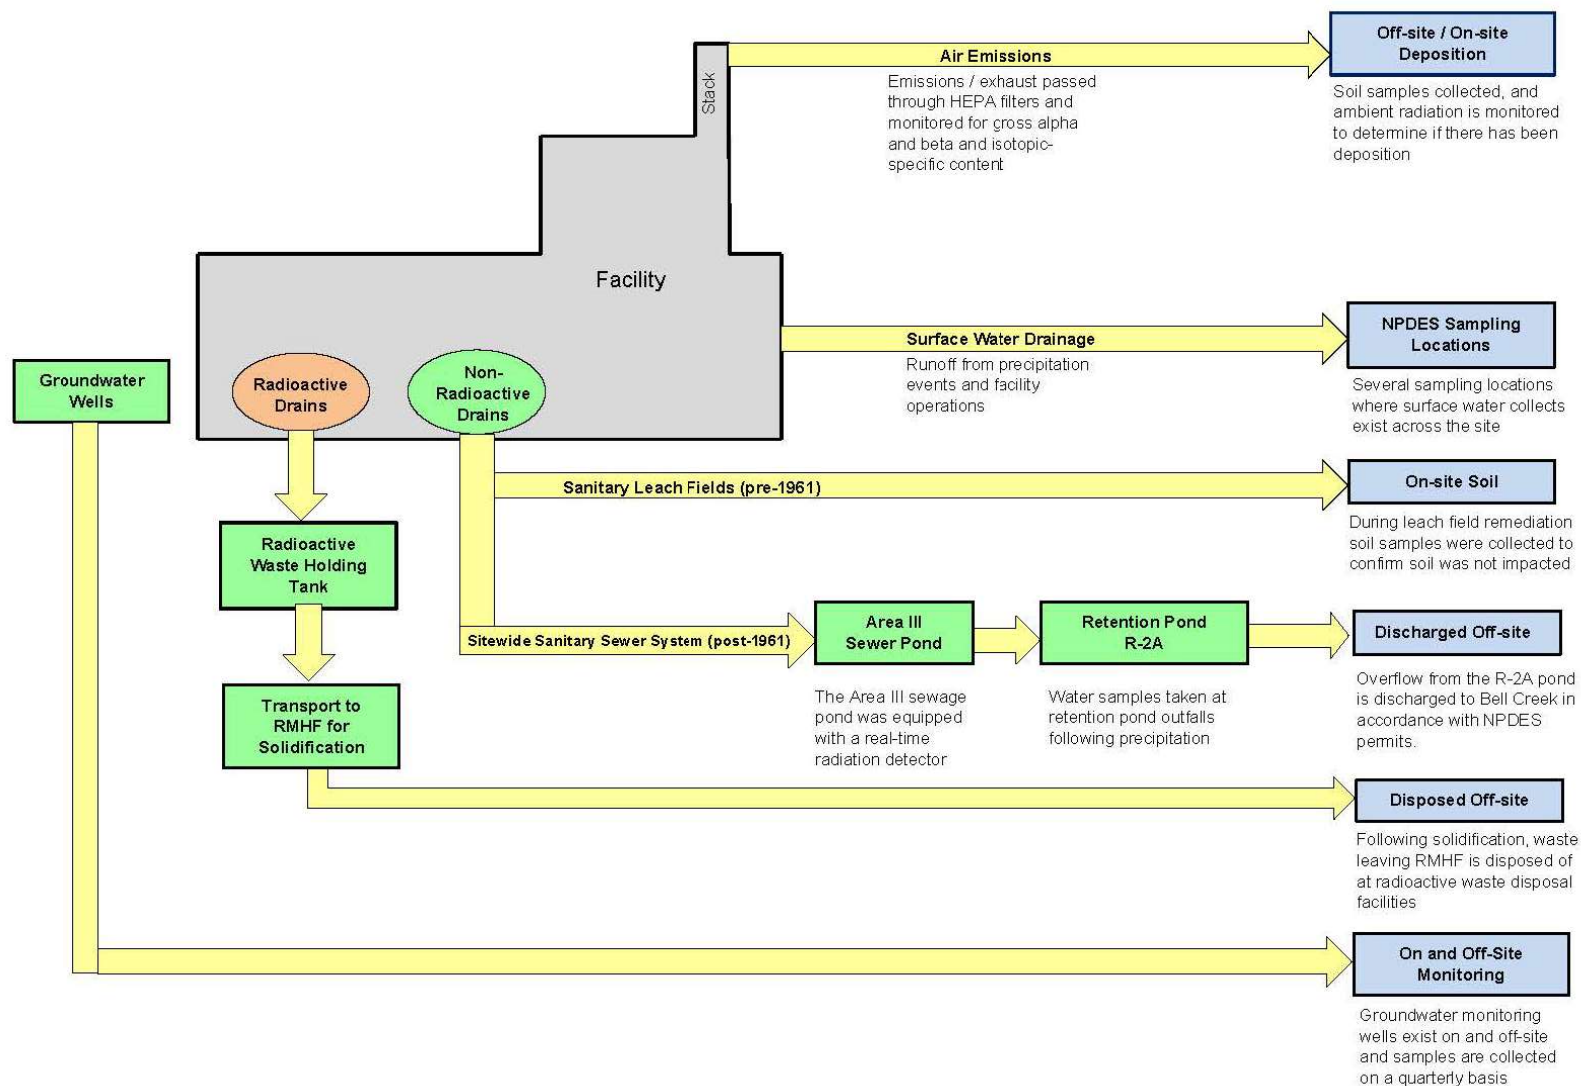 Stack
Air Emissions
Emissions / exhaust passed
through HEPA filters and
monitored for gross alpha
and beta and isotopic-
specific content
Off-site / On-site
Deposition
Soil samples collected, and
ambient radiation is monitored
to determine if there has been
deposition
Facility
Surface Water Drainage
Runoff from precipitation
events and facility
operations
NPDES Sampling
Locations
Several sampling locations
where surface water collects
exist across the site
Groundwater
Wells
Radioactive
Drains
Non-
Radioactive
Drains
Sanitary Leach Fields (pre-1961)
On-site Soil
During leach field remediation
soil samples were collected to
confirm soil was not impacted
Radioactive
Waste Holding
Tank
Sitewide Sanitary Sewer System (post-1961)
Area III
Sewer Pond
The Area III sewage
pond was equipped
with a real-time
radiation detector
Retention Pond
R-2A
Water samples taken at
retention pond outfalls
following precipitation
Discharged Off-site
Overflow from the R-2A pond
is discharged to Bell Creek in
accordance with NPDES
permits.
Transport to
RMHF for
Solidification
Disposed Off-site
Following solidification, waste
leaving RMHF is disposed of
at radioactive waste disposal
facilities
On and Off-Site
Monitoring
Groundwater monitoring
wells exist on and off-site
and samples are collected
on a quarterly basis